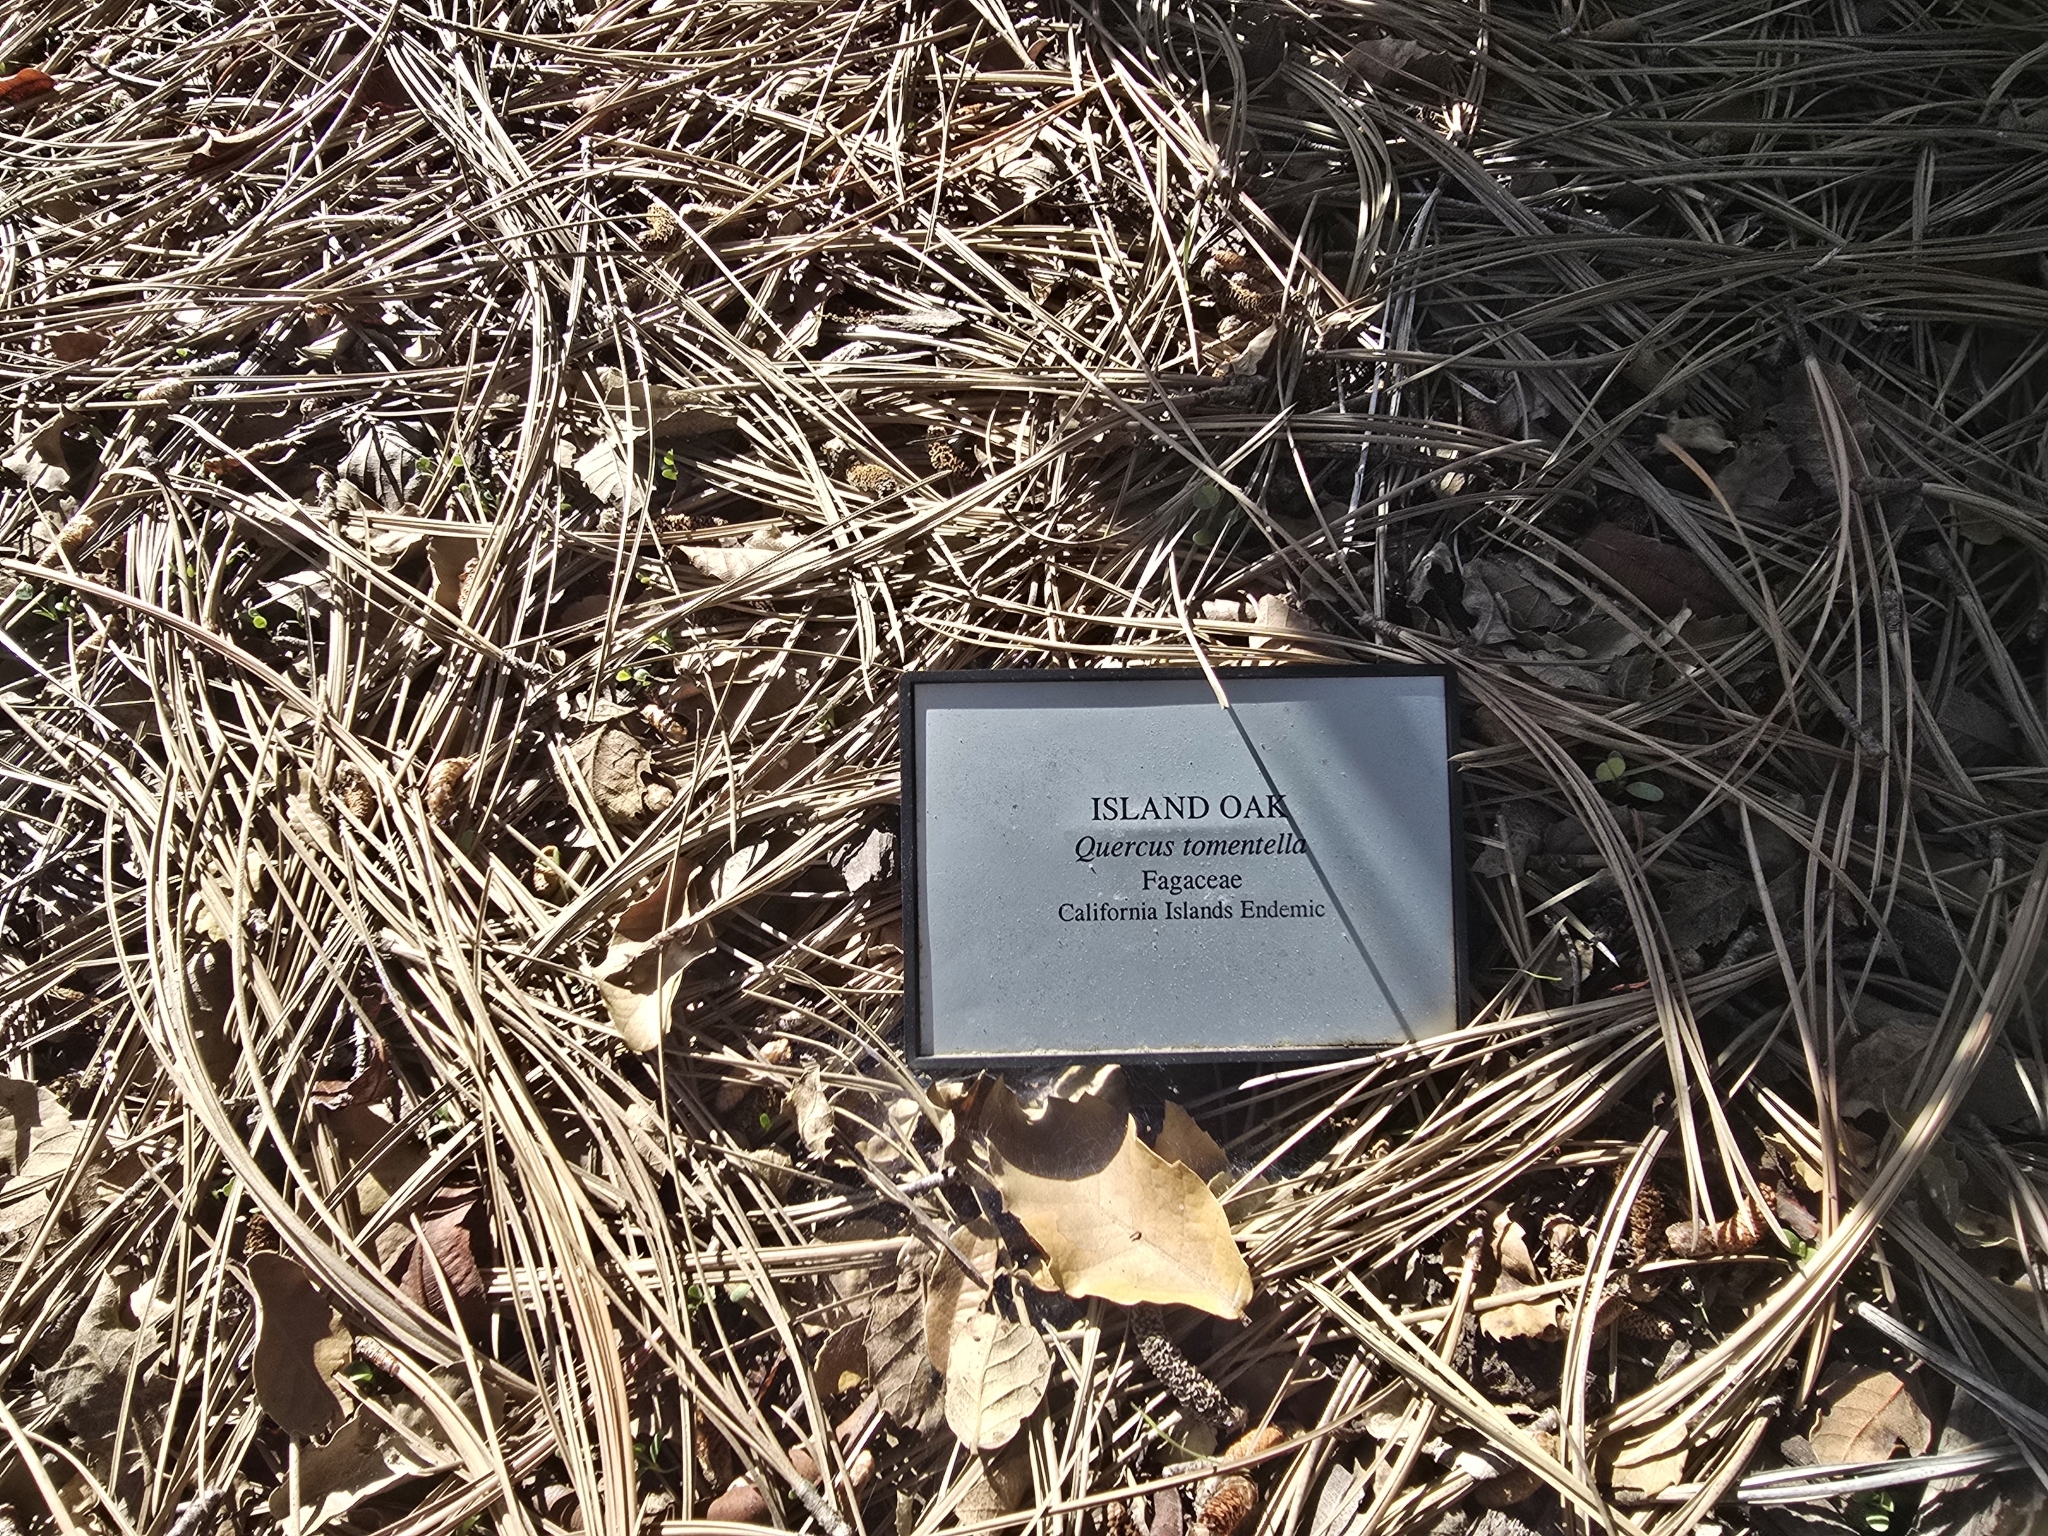 ISLAND OAK
Quercus tomentella
Fagaceae
California Islands Endemic